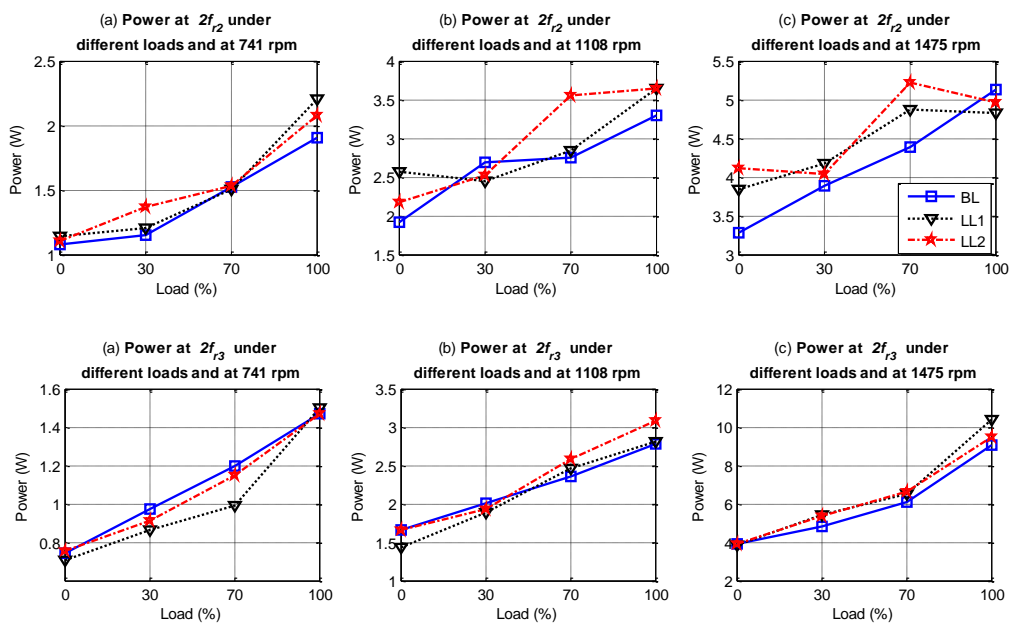 (a) Power at 2fr2 under
different loads and at 741 rpm
2.5
2
1.5
1
Power (W)
0 30 70 100
Load (%)
(b) Power at 2fr2 under
different loads and at 1108 rpm
4
3.5
3
2.5
2
1.5
Power (W)
0 30 70 100
Load (%)
(c) Power at 2fr2 under
different loads and at 1475 rpm
5.5
5
4.5
4
3.5
3
Power (W)
0 30 70 100
Load (%)
BL
LL1
LL2
(a) Power at 2fr3 under
different loads and at 741 rpm
1.6
1.4
1.2
1
0.8
Power (W)
0 30 70 100
Load (%)
(b) Power at 2fr3 under
different loads and at 1108 rpm
3.5
3
2.5
2
1.5
1
Power (W)
0 30 70 100
Load (%)
(c) Power at 2fr3 under
different loads and at 1475 rpm
12
10
8
6
4
2
Power (W)
0 30 70 100
Load (%)